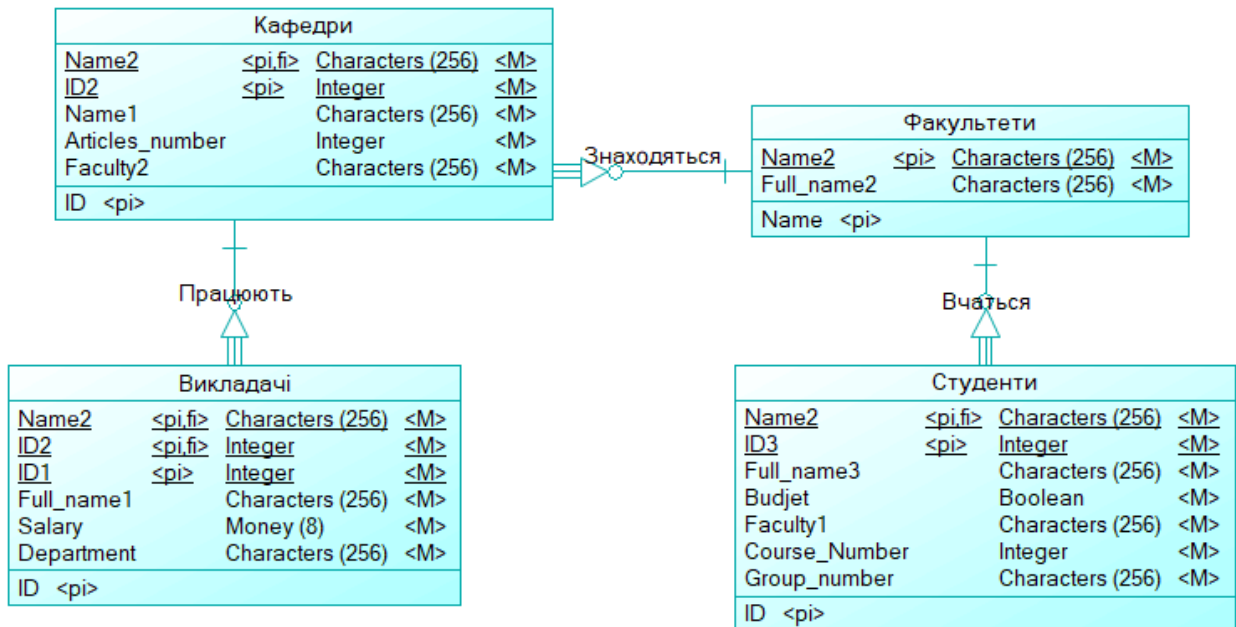 Кафедри
Name2 <pi,fi> Characters (256) <M>
ID2 <pi> Integer <M>
Name1 Characters (256) <M>
Articles_number Integer <M>
Faculty2 Characters (256) <M>
ID <pi>
Знаходяться
Факультети
Name2 <pi> Characters (256) <M>
Full_name2 Characters (256) <M>
Name <pi>
Працюють
Вчаться
Викладачі
Name2 <pi,fi> Characters (256) <M>
ID2 <pi,fi> Integer <M>
ID1 <pi> Integer <M>
Full_name1 Characters (256) <M>
Salary Money (8) <M>
Department Characters (256) <M>
ID <pi>
Студенти
Name2 <pi,fi> Characters (256) <M>
ID3 <pi> Integer <M>
Full_name3 Characters (256) <M>
Budjet Boolean <M>
Faculty1 Characters (256) <M>
Course_Number Integer <M>
Group_number Characters (256) <M>
ID <pi>